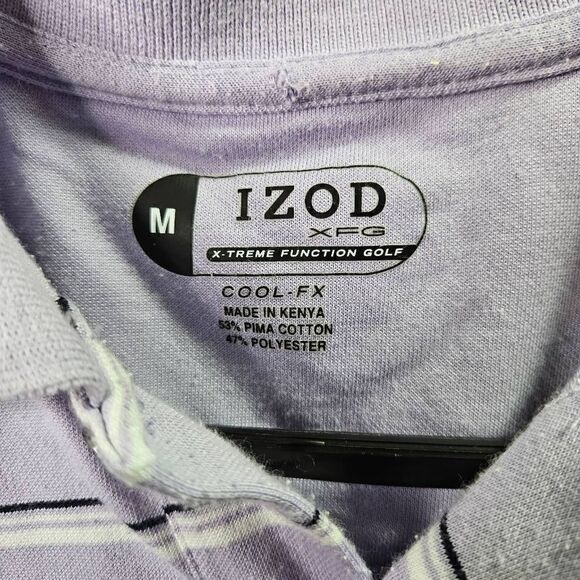 M
IZOD
XFG
X-TREME FUNCTION GOLF
COOL-FX
MADE IN KENYA
53% PIMA COTTON
47% POLYESTER